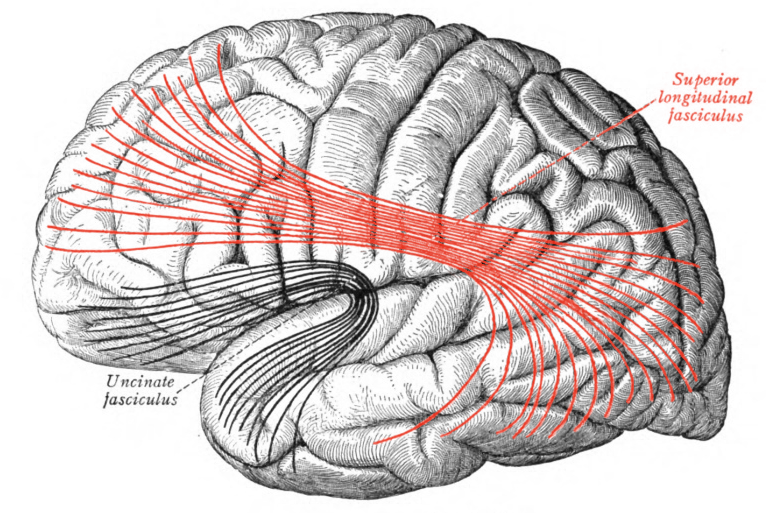 Superior
longitudinal
fasciculus
Uncinate
fasciculus